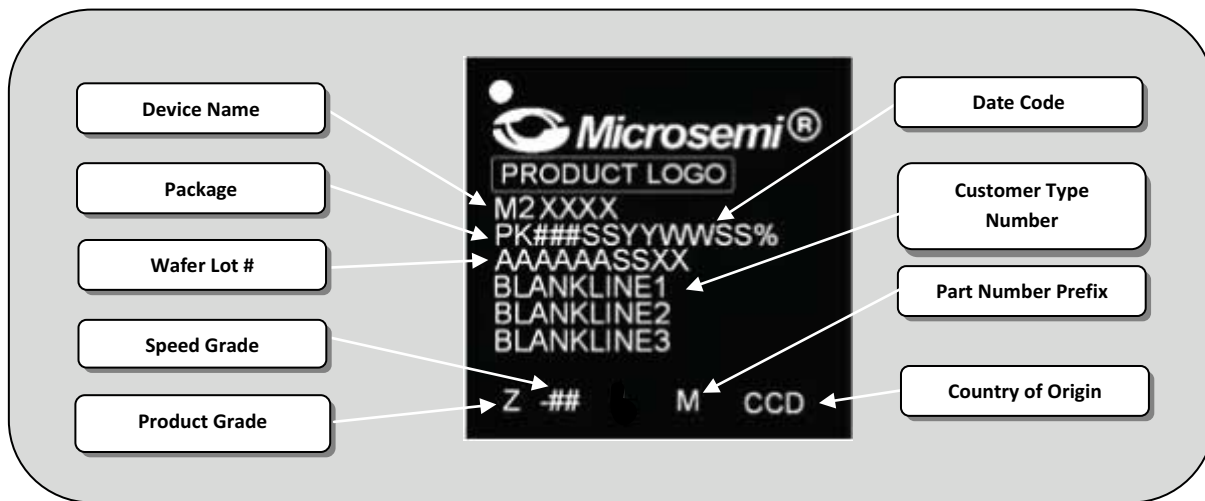 Device Name
Package
Wafer Lot #
Speed Grade
Product Grade
Microsemi®
PRODUCT LOGO
M2XXXX
PK###SSYYWWSS%
AAAAAASSXX
BLANKLINE1
BLANKLINE2
BLANKLINE3
Z -## M CCD
Date Code
Customer Type
Number
Part Number Prefix
Country of Origin